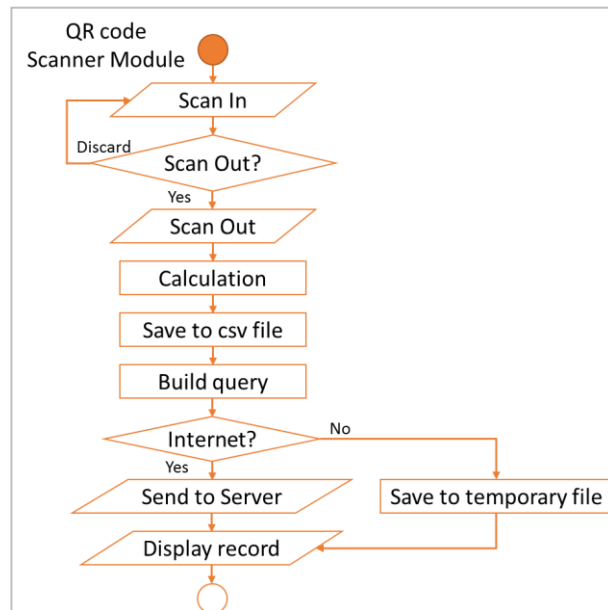 QR code
Scanner Module
Scan In
Discard
Scan Out?
Yes
Scan Out
Calculation
Save to csv file
Build query
Internet?
No
Yes
Send to Server
Save to temporary file
Display record